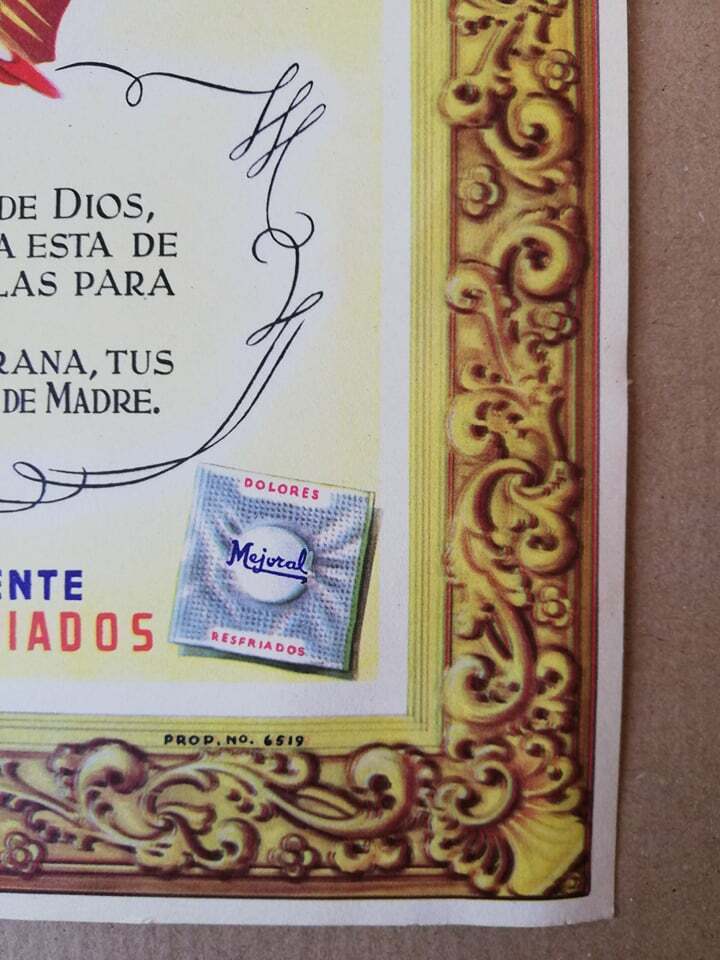 DE DIOS,
A ESTA DE
LAS PARA
RANA, TUS
DE MADRE.
DOLORES
Mejoral
RESFRIADOS
ENTE
IADOS
PROP. NO. 6519